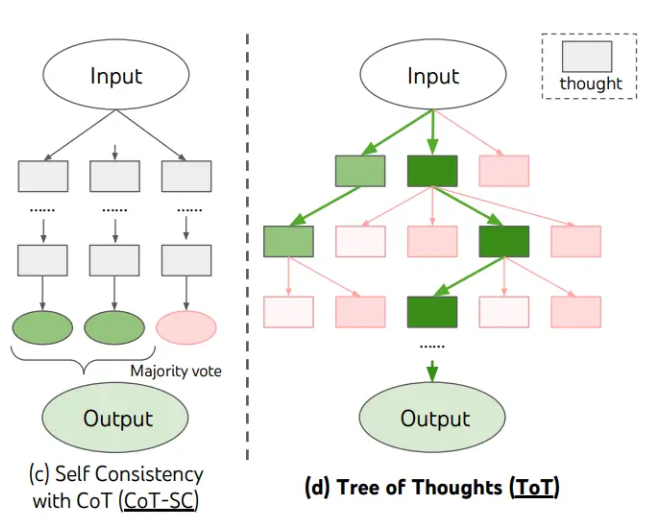 Input
......
......
......
Majority vote
Output
(c) Self Consistency
with CoT (CoT-SC)
Input
thought
......
Output
(d) Tree of Thoughts (ToT)